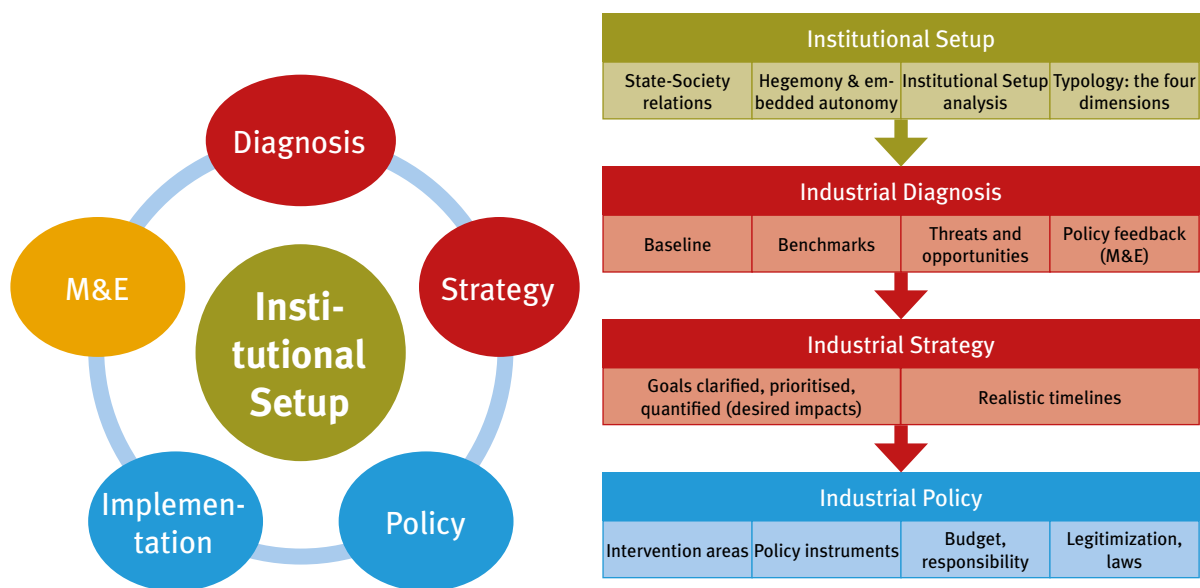 Diagnosis
M&E
Strategy
Insti-
tutional
Setup
Implemen-
tation
Policy
Institutional Setup
State-Society
relations
Hegemony & em-
bedded autonomy
Institutional Setup
analysis
Typology: the four
dimensions
Industrial Diagnosis
Baseline
Benchmarks
Threats and
opportunities
Policy feedback
(M&E)
Industrial Strategy
Goals clarified, prioritised,
quantified (desired impacts)
Realistic timelines
Industrial Policy
Intervention areas
Policy instruments
Budget,
responsibility
Legitimization,
laws